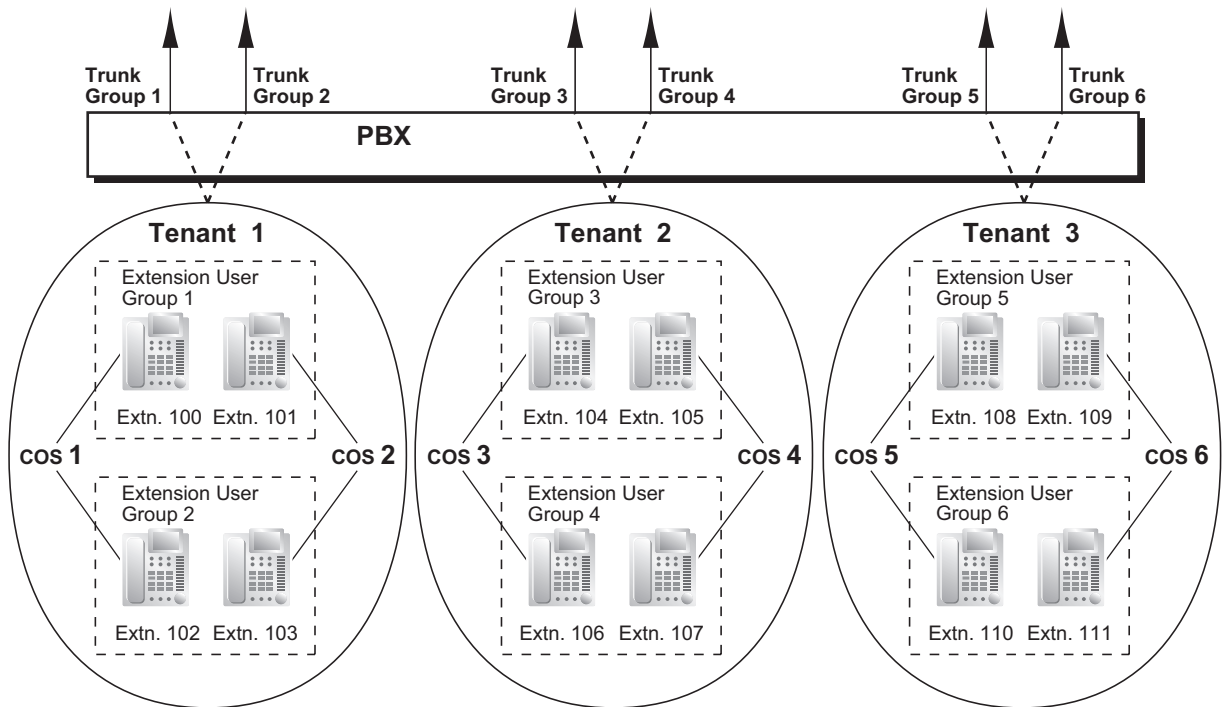 Trunk
Group 1
Trunk
Group 2
Trunk
Group 3
Trunk
Group 4
Trunk
Group 5
Trunk
Group 6
PBX
Tenant 1
Extension User
Group 1
Extn. 100 Extn. 101
COS 1
COS 2
Extension User
Group 2
Extn. 102 Extn. 103
Tenant 2
Extension User
Group 3
Extn. 104 Extn. 105
COS 3
COS 4
Extension User
Group 4
Extn. 106 Extn. 107
Tenant 3
Extension User
Group 5
Extn. 108 Extn. 109
COS 5
COS 6
Extension User
Group 6
Extn. 110 Extn. 111